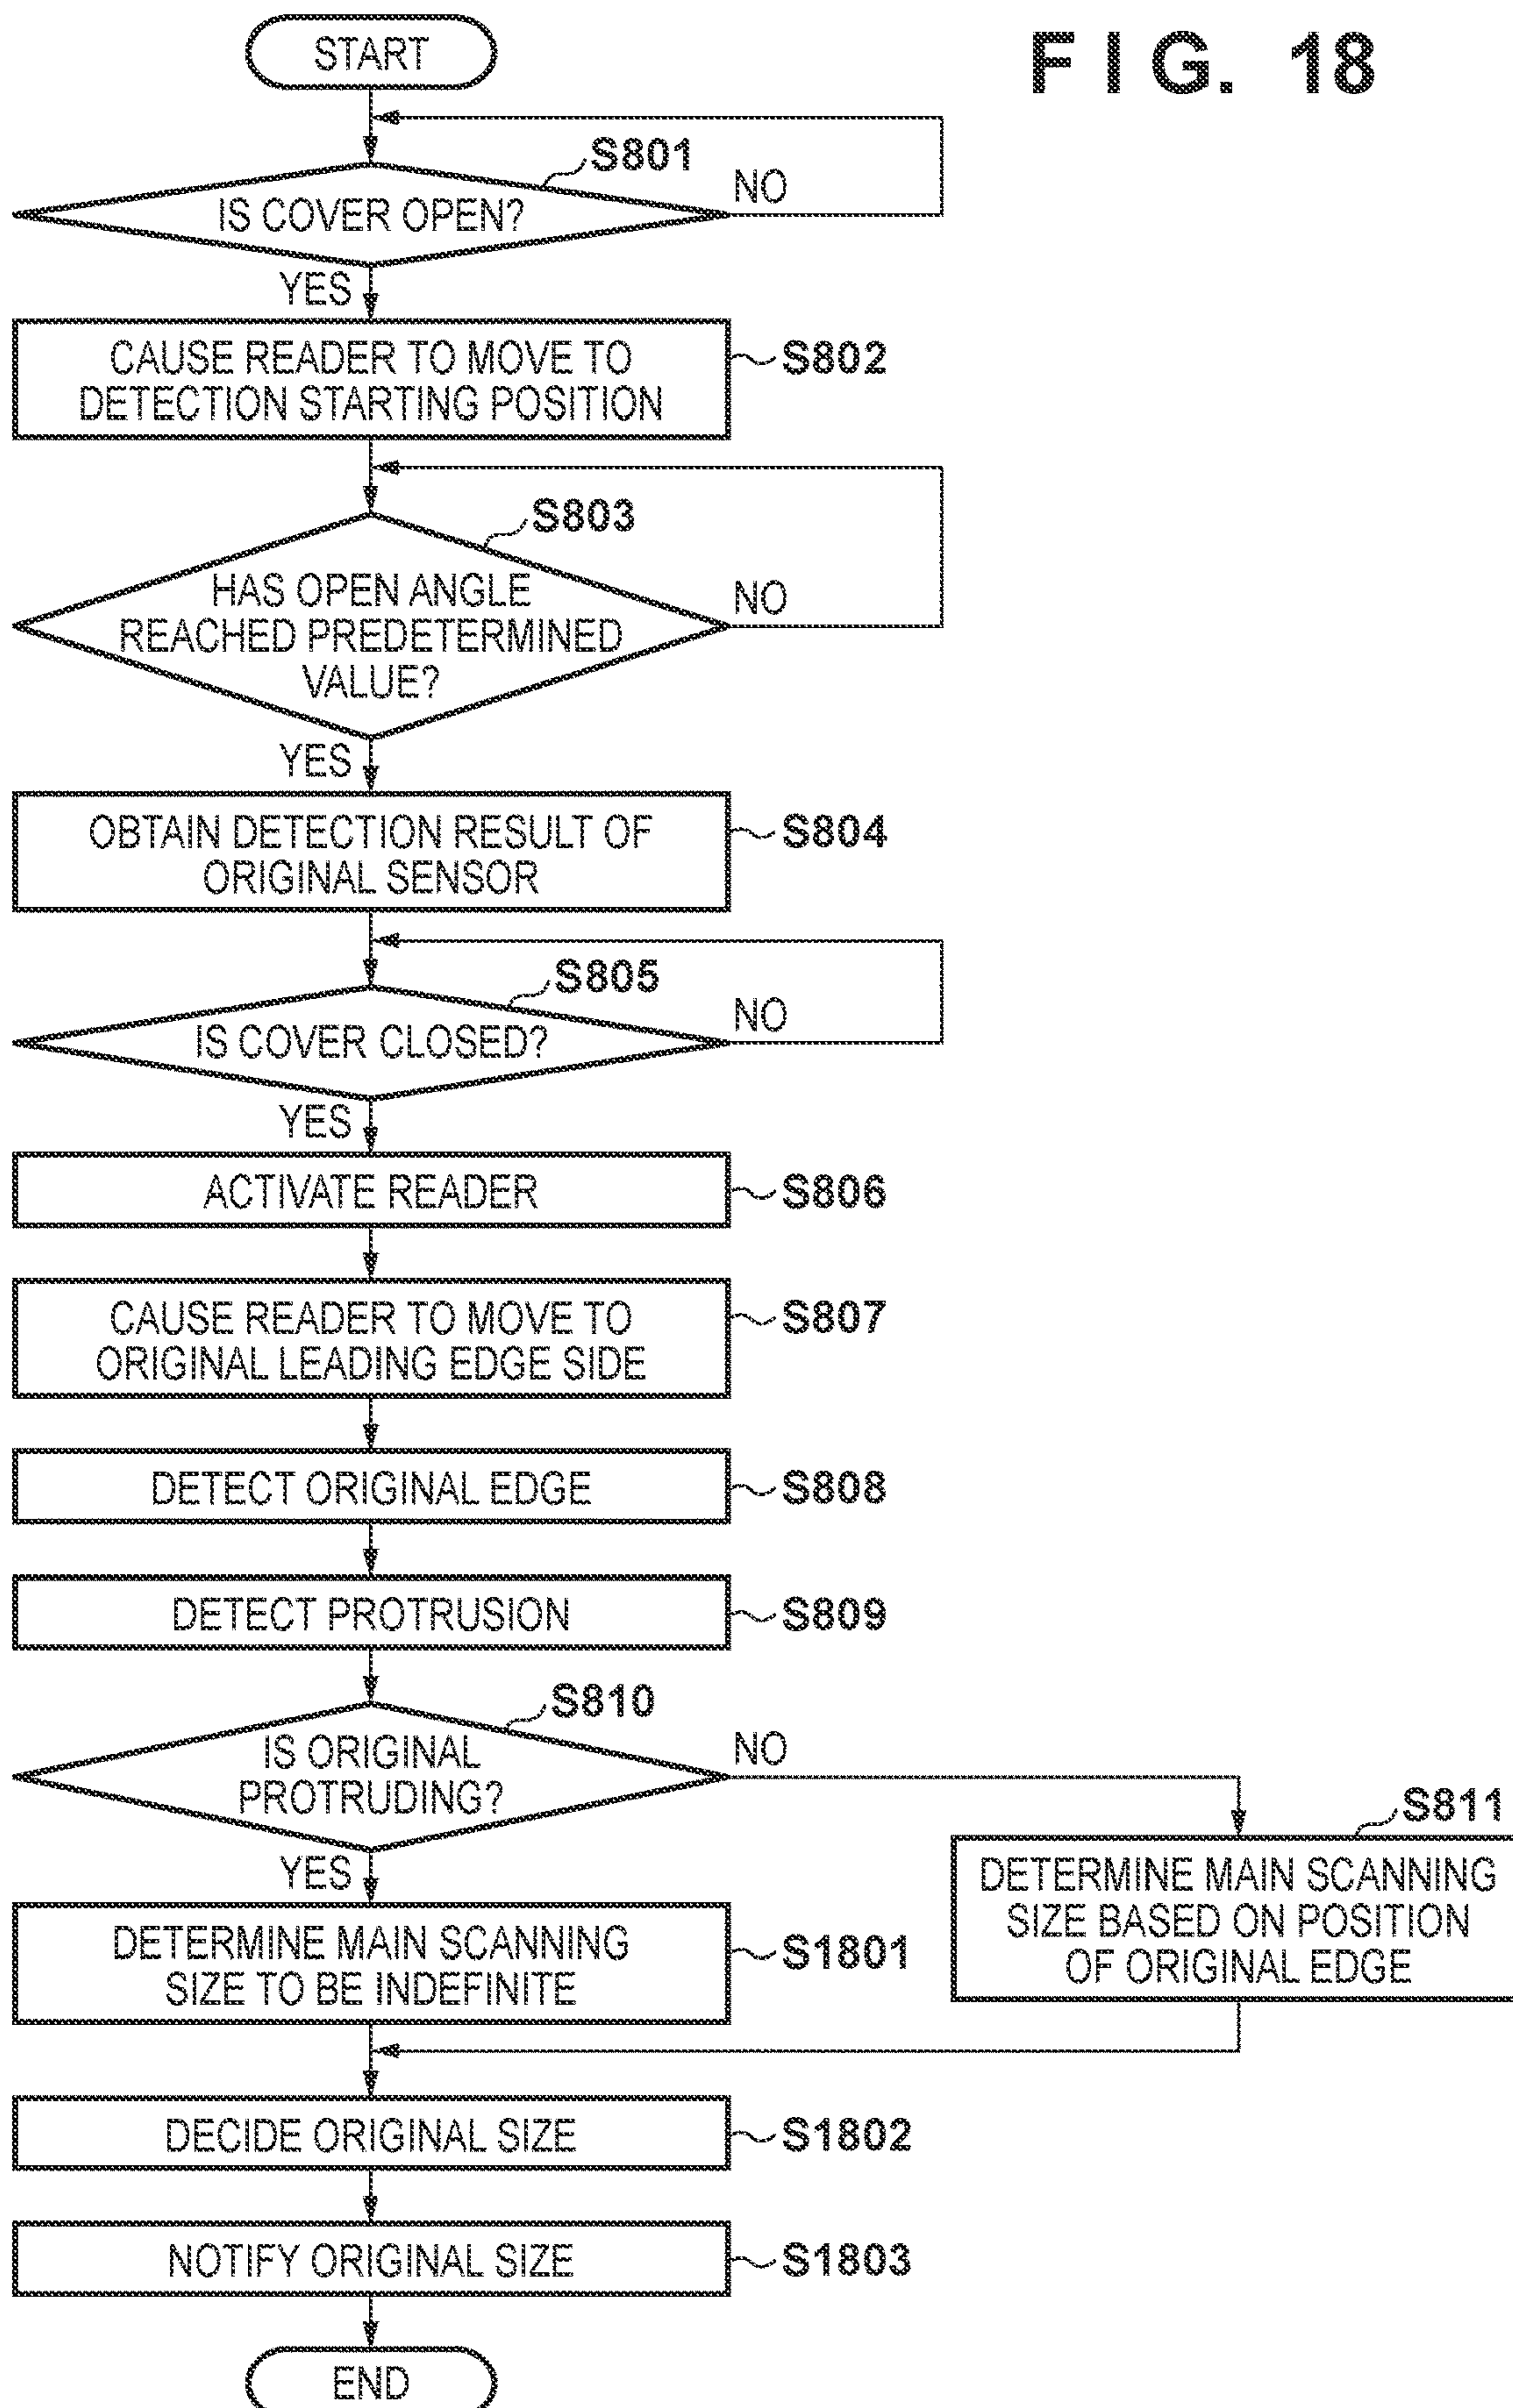 FIG. 18
START
S801
IS COVER OPEN?
NO
YES
CAUSE READER TO MOVE TO
DETECTION STARTING POSITION
S802
S803
HAS OPEN ANGLE
REACHED PREDETERMINED
VALUE?
NO
YES
OBTAIN DETECTION RESULT OF
ORIGINAL SENSOR
S804
S805
IS COVER CLOSED?
NO
YES
ACTIVATE READER
S806
CAUSE READER TO MOVE TO
ORIGINAL LEADING EDGE SIDE
S807
DETECT ORIGINAL EDGE
S808
DETECT PROTRUSION
S809
S810
IS ORIGINAL
PROTRUDING?
NO
YES
S811
DETERMINE MAIN SCANNING
SIZE BASED ON POSITION
OF ORIGINAL EDGE
DETERMINE MAIN SCANNING
SIZE TO BE INDEFINITE
S1801
DECIDE ORIGINAL SIZE
S1802
NOTIFY ORIGINAL SIZE
S1803
END